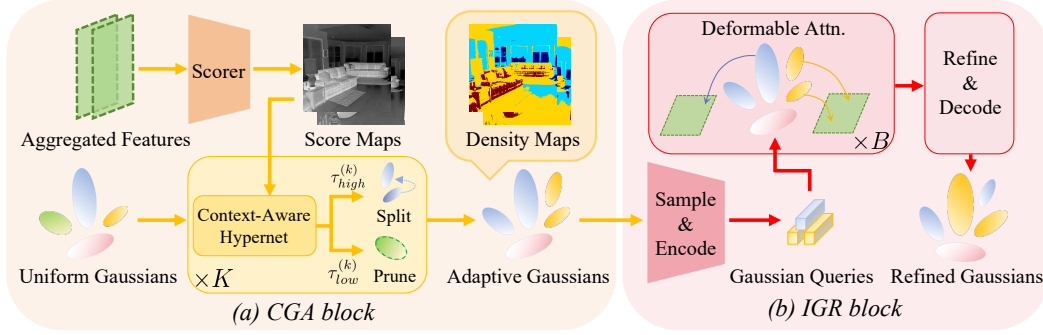 Aggregated Features
Scorer
Score Maps
Density Maps
Uniform Gaussians
Context-Aware
Hypernet
×K
τ_high^(k)
Split
τ_low^(k)
Prune
Adaptive Gaussians
(a) CGA block
Deformable Attn.
×B
Refine
&
Decode
Sample
&
Encode
Gaussian Queries
Refined Gaussians
(b) IGR block